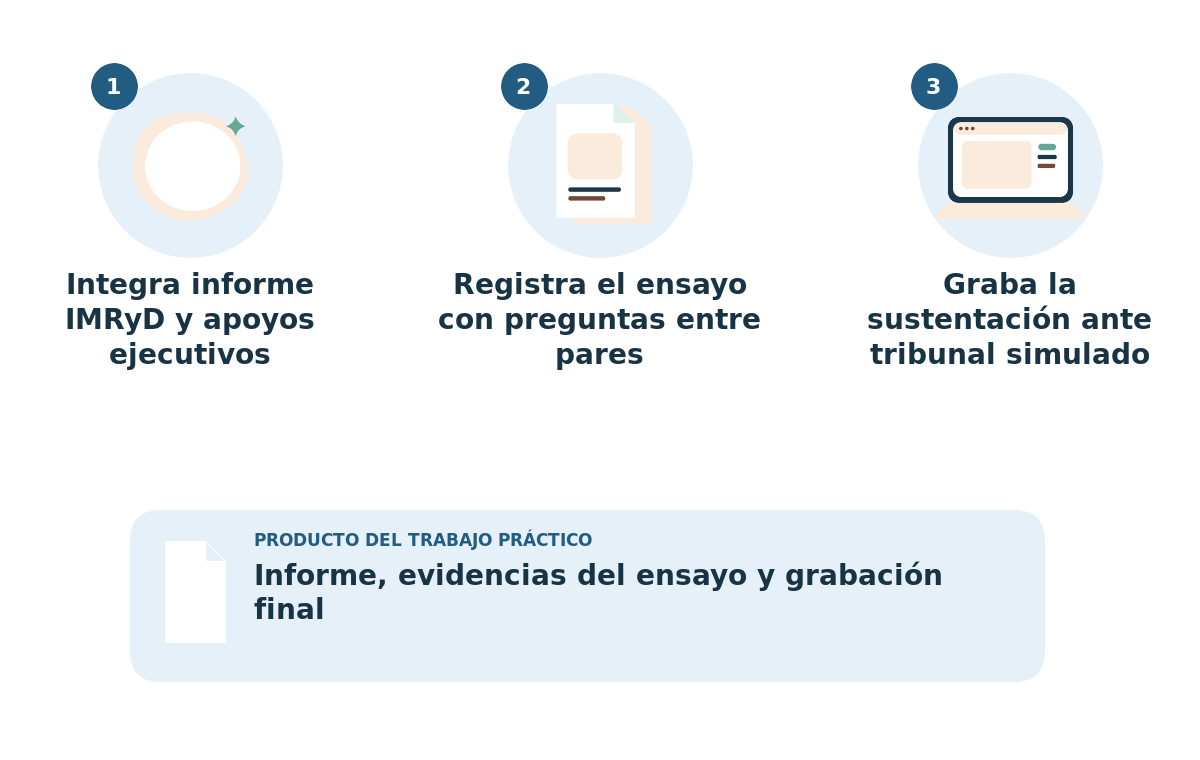 1
Integra informe
IMRyD y apoyos
ejecutivos
2
Registra el ensayo
con preguntas entre
pares
3
Graba la
sustentación ante
tribunal simulado
PRODUCTO DEL TRABAJO PRÁCTICO
Informe, evidencias del ensayo y grabación
final